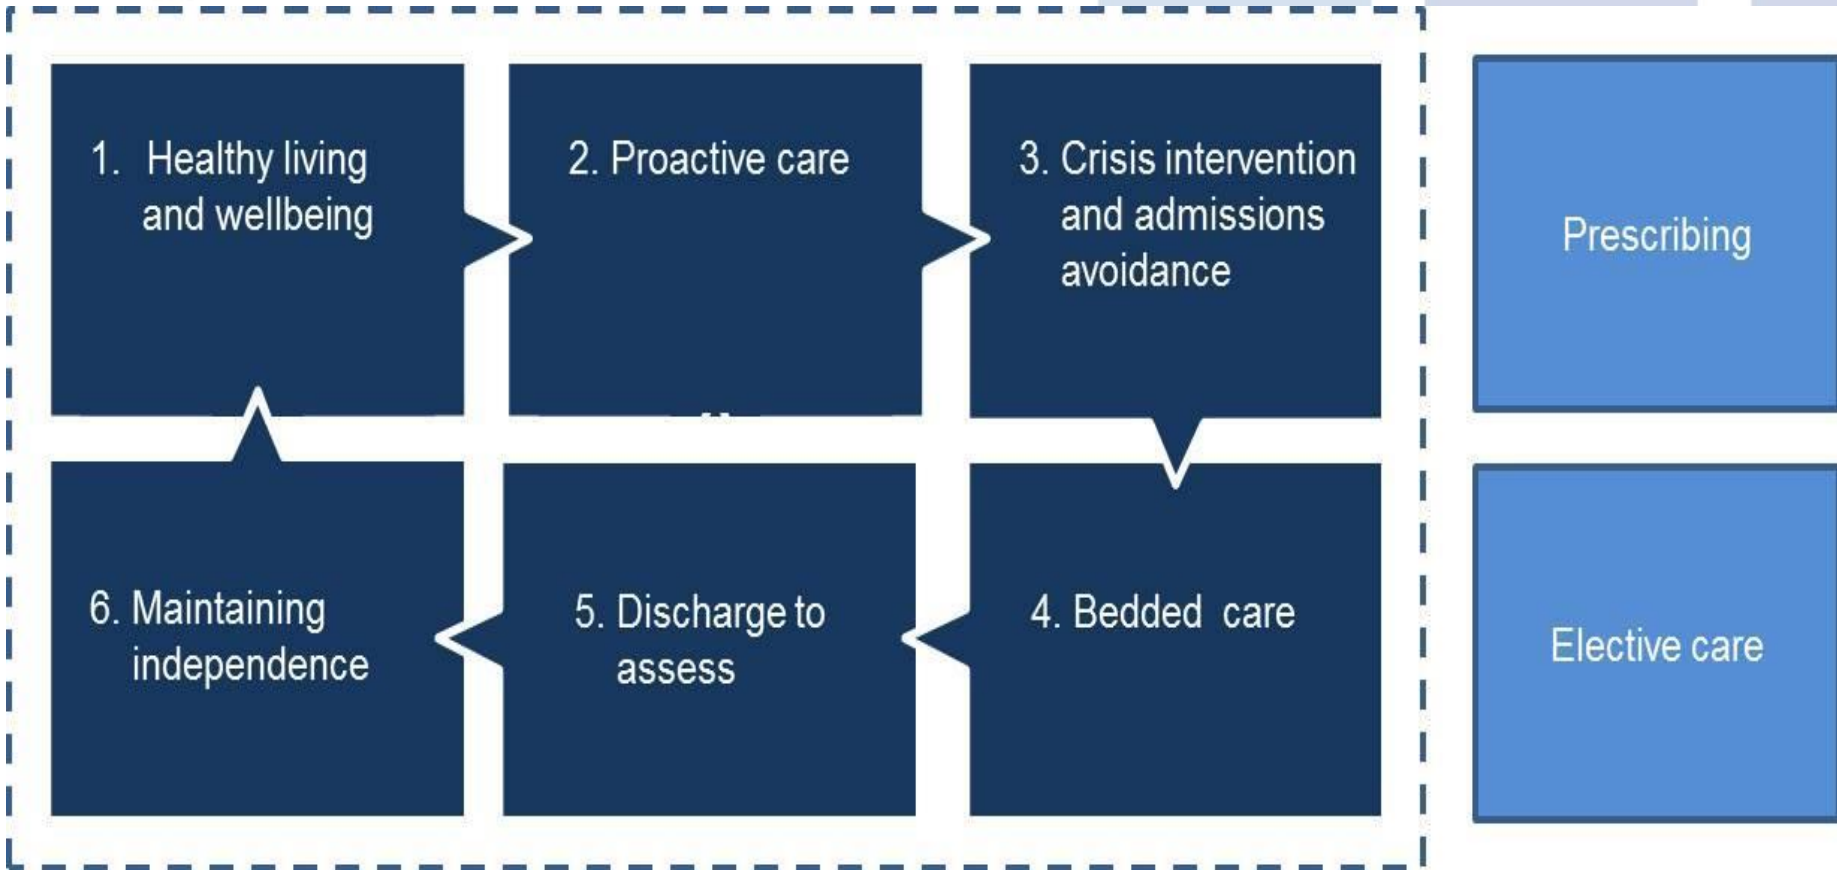 1. Healthy living
and wellbeing
2. Proactive care
3. Crisis intervention
and admissions
avoidance
Prescribing
6. Maintaining
independence
5. Discharge to
assess
4. Bedded care
Elective care